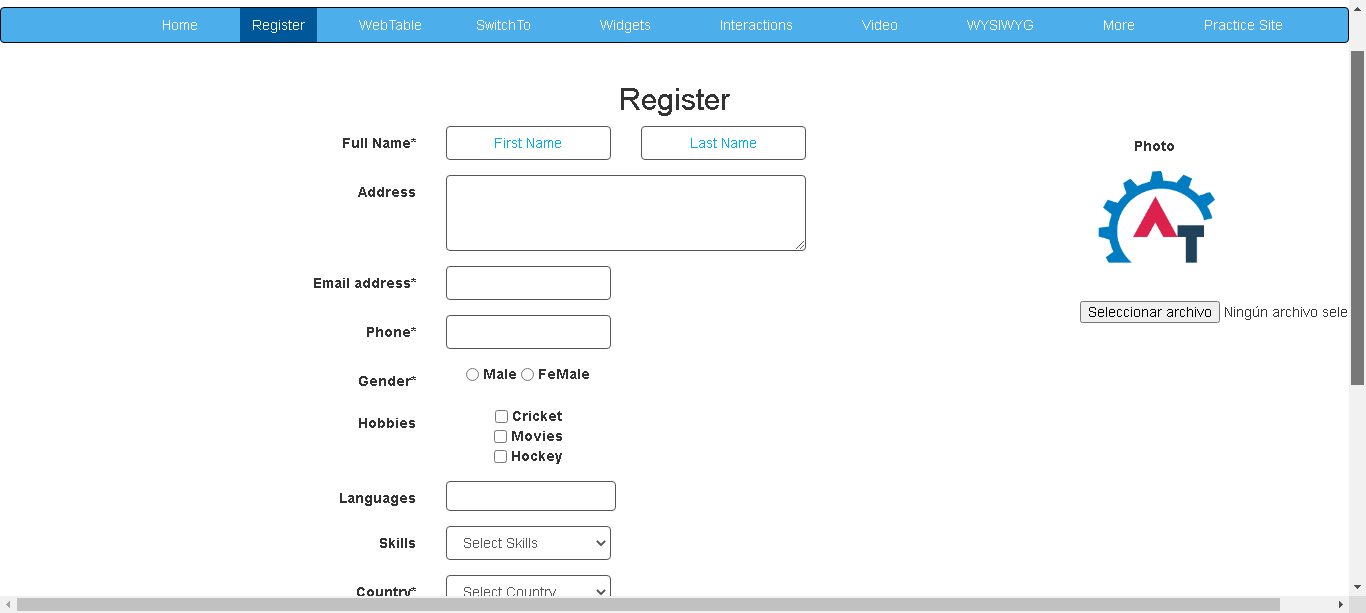 Home Register WebTable SwitchTo Widgets Interactions Video WYSIWYG More Practice Site
Register
Full Name* First Name Last Name
Photo
Address
AT
Email address*
Seleccionar archivo Ningún archivo sele
Phone*
Gender* Male FeMale
Hobbies Cricket
Movies
Hockey
Languages
Skills Select Skills
Country* Select Country